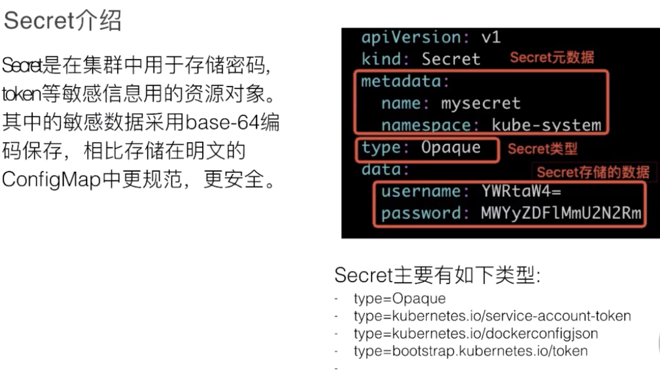 Secret介绍
Secret是在集群中用于存储密码，
token等敏感信息用的资源对象。
其中的敏感数据采用base-64编
码保存，相比存储在明文的
ConfigMap中更规范，更安全。
apiVersion: v1
kind: Secret
Secret元数据
metadata:
name: mysecret
namespace: kube-system
type: Opaque
Secret类型
data:
Secret存储的数据
username: YWRtaW4=
password: MWYyZDFlMmU2N2Rm
Secret主要有如下类型:
- type=Opaque
- type=kubernetes.io/service-account-token
- type=kubernetes.io/dockerconfigjson
- type=bootstrap.kubernetes.io/token
-